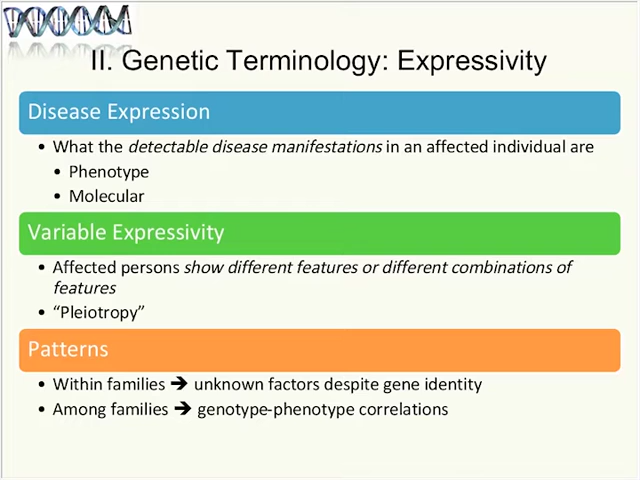 II. Genetic Terminology: Expressivity
Disease Expression
• What the detectable disease manifestations in an affected individual are
• Phenotype
• Molecular
Variable Expressivity
• Affected persons show different features or different combinations of
features
• “Pleiotropy”
Patterns
• Within families ➔ unknown factors despite gene identity
• Among families ➔ genotype-phenotype correlations